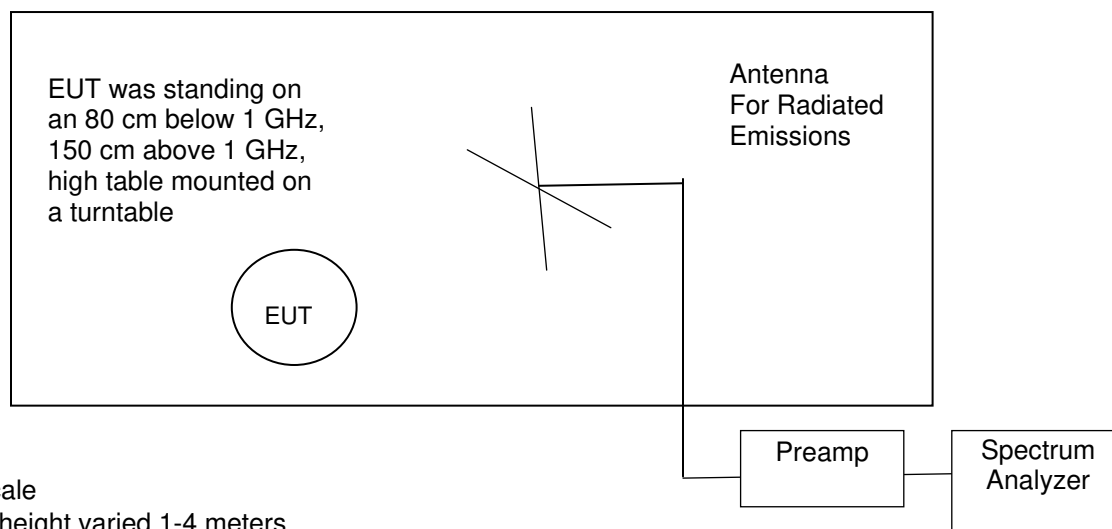 EUT was standing on
an 80 cm below 1 GHz,
150 cm above 1 GHz,
high table mounted on
a turntable
Antenna
For Radiated
Emissions
EUT
Preamp
Spectrum
Analyzer
height varied 1-4 meters